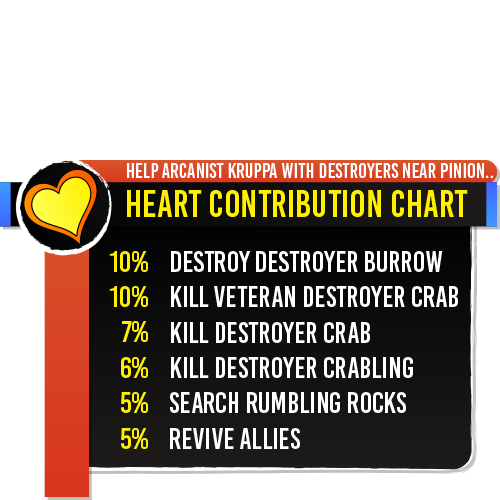 HELP ARCANIST KRUPPA WITH DESTROYERS NEAR PINION..
HEART CONTRIBUTION CHART
10% DESTROY DESTROYER BURROW
10% KILL VETERAN DESTROYER CRAB
7% KILL DESTROYER CRAB
6% KILL DESTROYER CRABLING
5% SEARCH RUMBLING ROCKS
5% REVIVE ALLIES